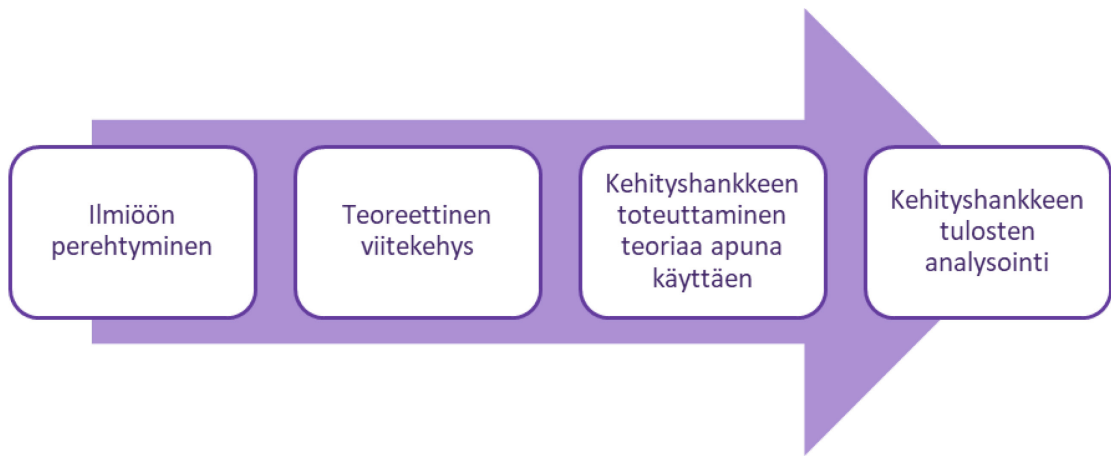 Ilmiöön
perehtyminen
Teoreettinen
viitekehys
Kehityshankkeen
toteuttaminen
teoriaa apuna
käyttäen
Kehityshankkeen
tulosten
analysointi